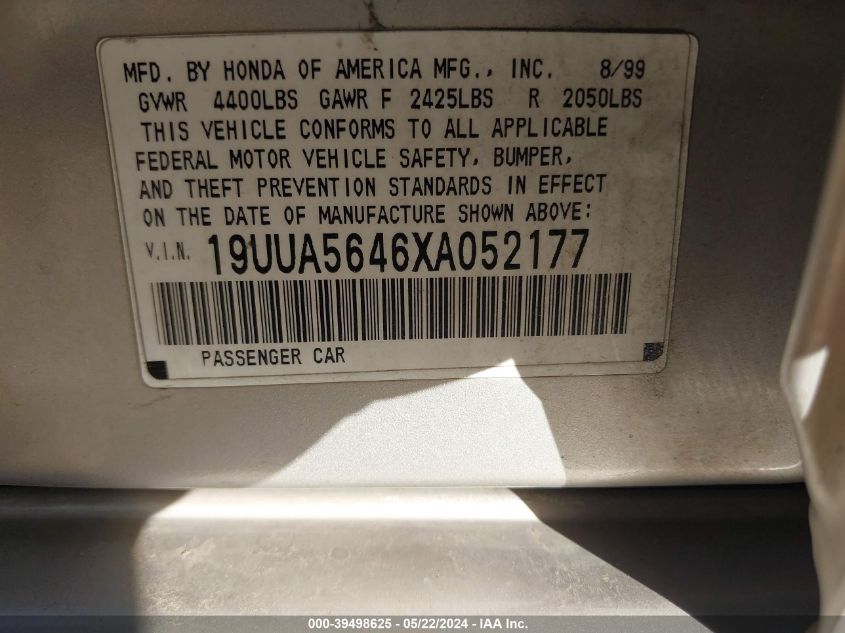 MFD. BY HONDA OF AMERICA MFG., INC. 8/99
GVWR 4400LBS GAWR F 2425LBS R 2050LBS
THIS VEHICLE CONFORMS TO ALL APPLICABLE
FEDERAL MOTOR VEHICLE SAFETY, BUMPER,
AND THEFT PREVENTION STANDARDS IN EFFECT
ON THE DATE OF MANUFACTURE SHOWN ABOVE:
V.I.N. 19UUA5646XA052177
PASSENGER CAR
000-39498625 - 05/22/2024 - IAA Inc.